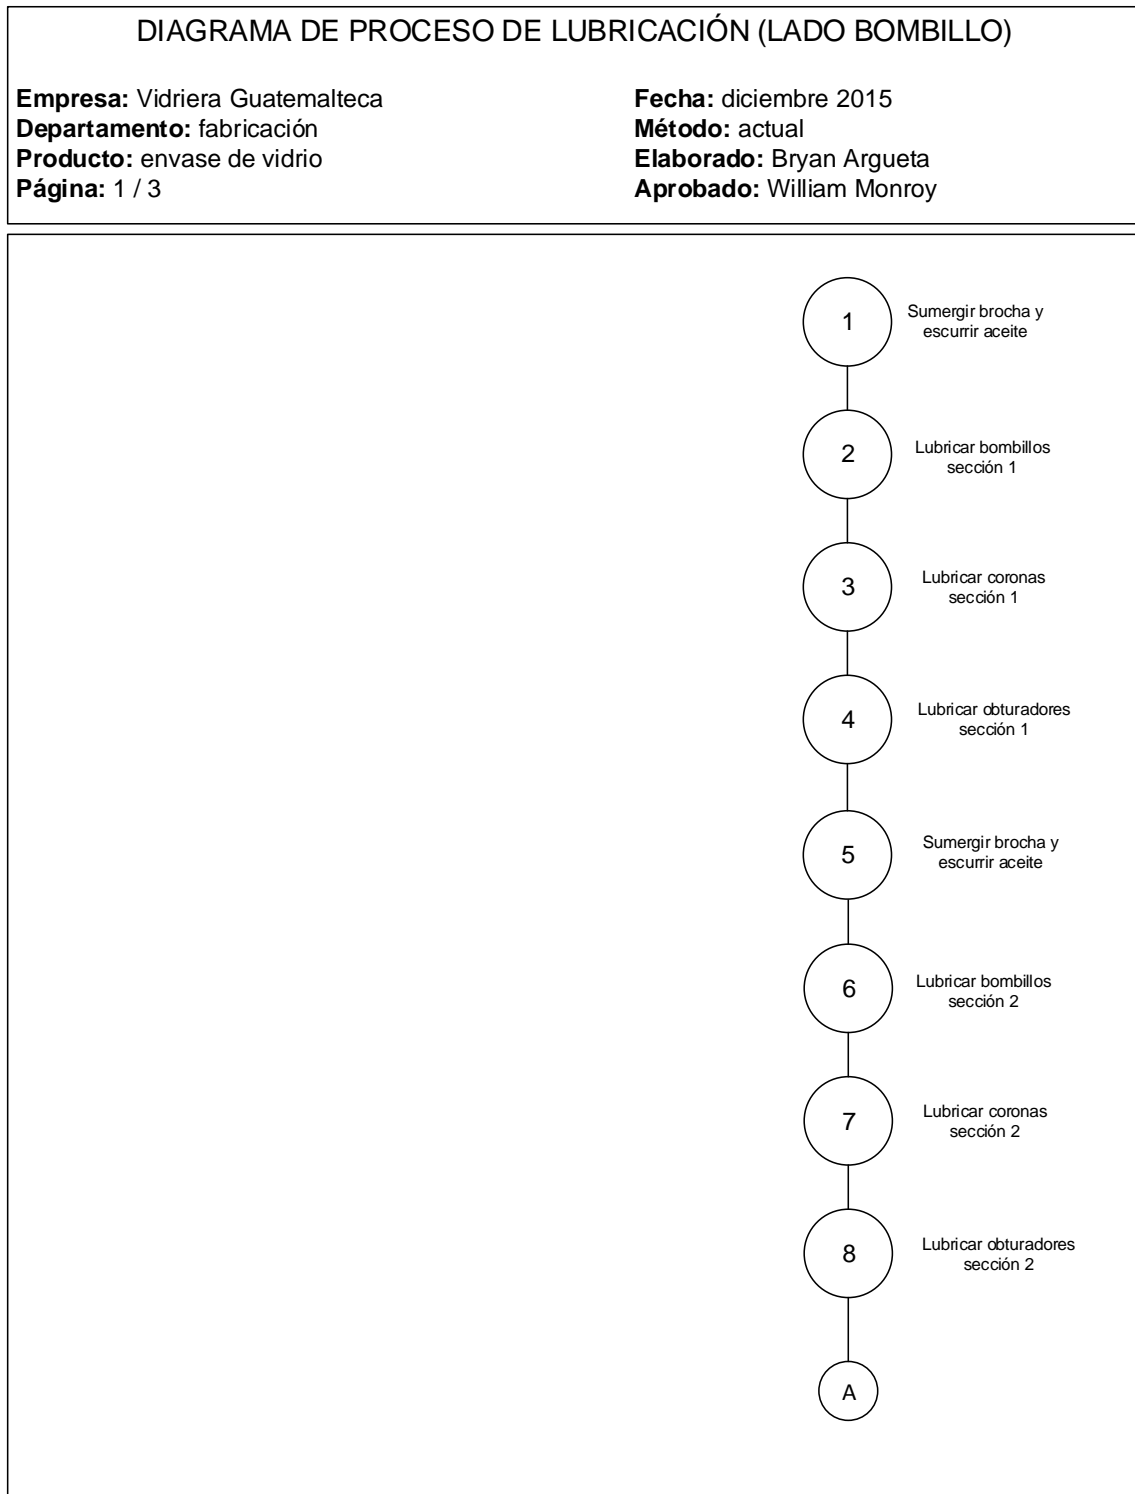 DIAGRAMA DE PROCESO DE LUBRICACIÓN (LADO BOMBILLO)
Empresa: Vidriera Guatemalteca
Departamento: fabricación
Producto: envase de vidrio
Página: 1 / 3
Fecha: diciembre 2015
Método: actual
Elaborado: Bryan Argueta
Aprobado: William Monroy
1
Sumergir brocha y
escurrir aceite
2
Lubricar bombillos
sección 1
3
Lubricar coronas
sección 1
4
Lubricar obturadores
sección 1
5
Sumergir brocha y
escurrir aceite
6
Lubricar bombillos
sección 2
7
Lubricar coronas
sección 2
8
Lubricar obturadores
sección 2
A